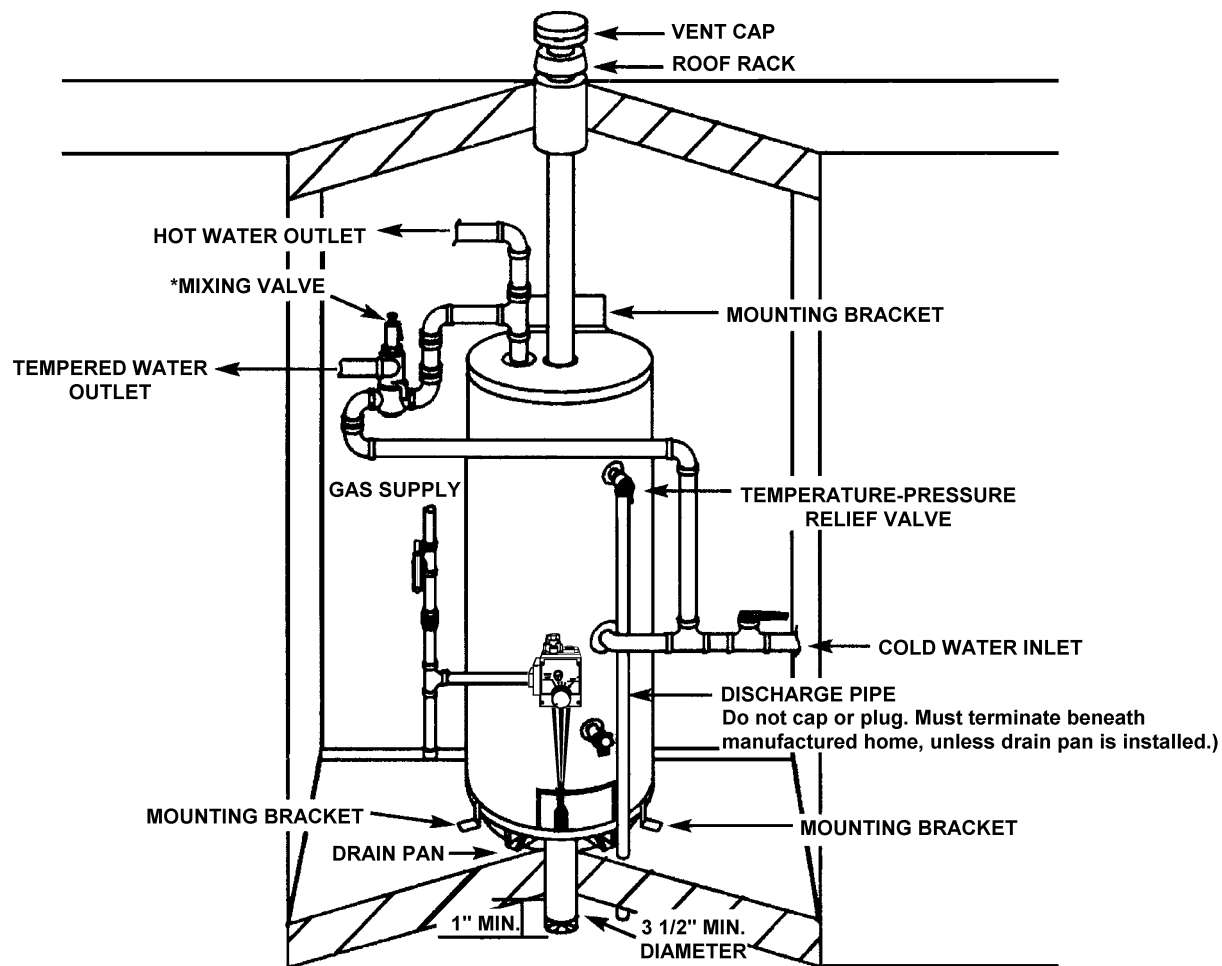 VENT CAP
ROOF RACK
HOT WATER OUTLET
*MIXING VALVE
MOUNTING BRACKET
TEMPERED WATER
OUTLET
GAS SUPPLY
TEMPERATURE-PRESSURE
RELIEF VALVE
COLD WATER INLET
DISCHARGE PIPE
Do not cap or plug. Must terminate beneath
manufactured home, unless drain pan is installed.)
MOUNTING BRACKET
MOUNTING BRACKET
DRAIN PAN
1" MIN.
3 1/2" MIN.
DIAMETER